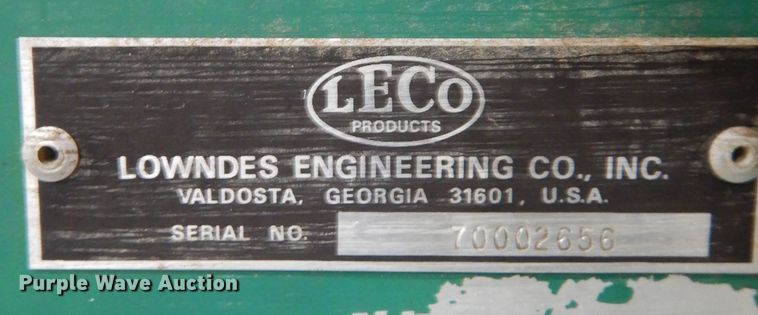 LECO
PRODUCTS
LOWNDES ENGINEERING CO., INC.
VALDOSTA, GEORGIA 31601, U.S.A.
SERIAL NO. 70002656
Purple Wave Auction